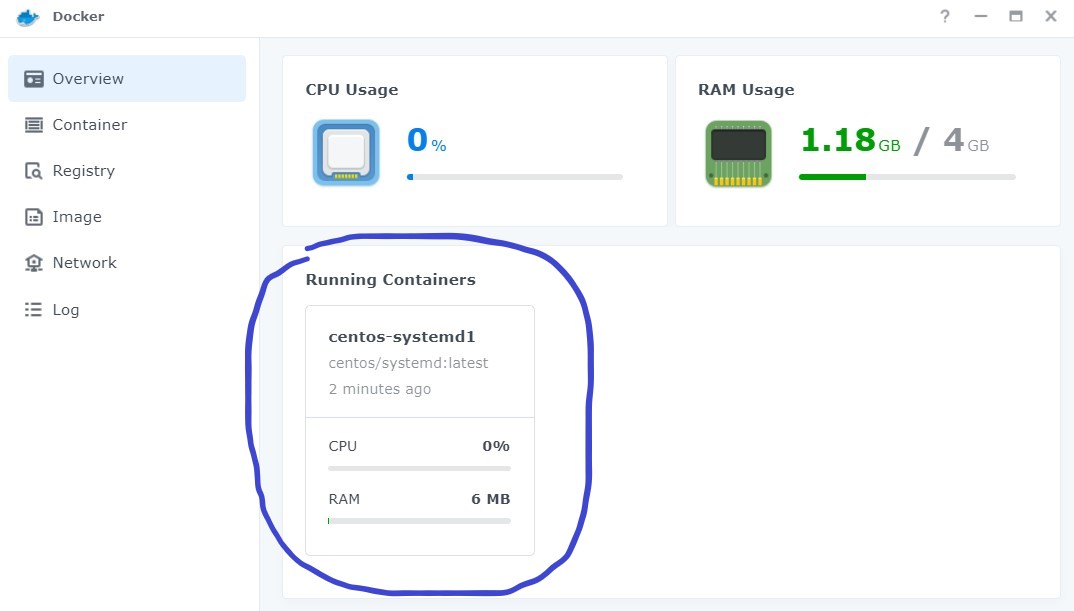 Docker
?
Overview
Container
Registry
Image
Network
Log
CPU Usage
0 %
RAM Usage
1.18 GB / 4 GB
Running Containers
centos-systemd1
centos/systemd:latest
2 minutes ago
CPU 0%
RAM 6 MB